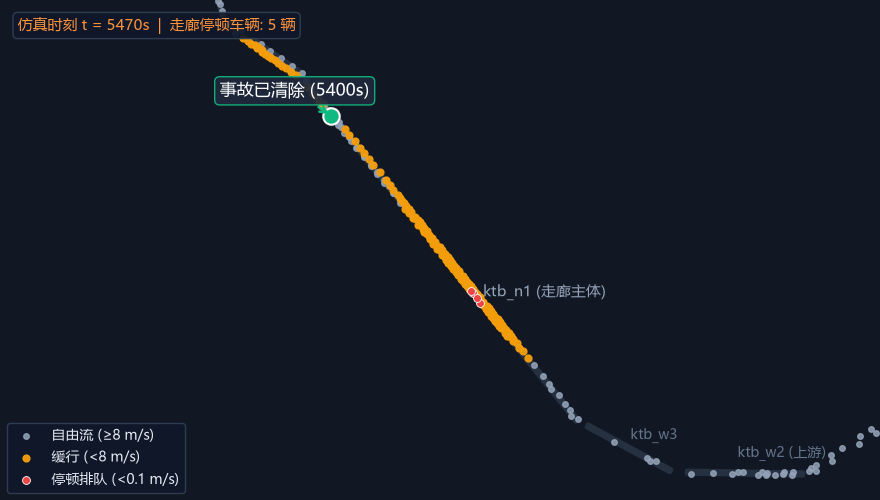 仿真时刻 t = 5470s | 走廊停顿车辆: 5 辆
事故已清除 (5400s)
ktb_n1 (走廊主体)
ktb_w3
ktb_w2 (上游)
自由流 (≥8 m/s)
缓行 (<8 m/s)
停顿排队 (<0.1 m/s)